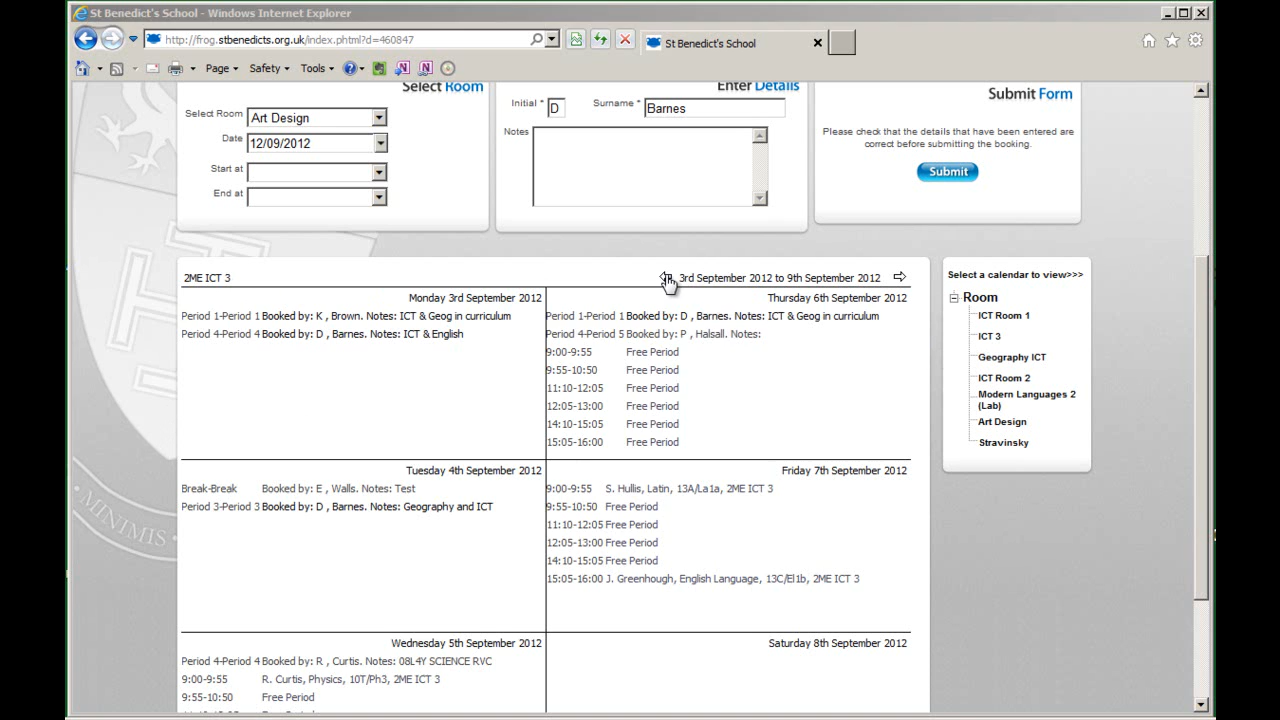 St Benedict's School - Windows Internet Explorer
http://frog.stbenedicts.org.uk/index.phtml?d=460847
St Benedict's School
Page Safety Tools
Select Room
Select Room Art Design
Date 12/09/2012
Start at
End at
Enter Details
Initial * D Surname * Barnes
Notes
Submit Form
Please check that the details that have been entered are
correct before submitting the booking.
Submit
2ME ICT 3 3rd September 2012 to 9th September 2012
Monday 3rd September 2012
Period 1-Period 1 Booked by: K , Brown. Notes: ICT & Geog in curriculum
Period 4-Period 4 Booked by: D , Barnes. Notes: ICT & English
Thursday 6th September 2012
Period 1-Period 1 Booked by: D , Barnes. Notes: ICT & Geog in curriculum
Period 4-Period 5 Booked by: P , Halsall. Notes:
9:00-9:55 Free Period
9:55-10:50 Free Period
11:10-12:05 Free Period
12:05-13:00 Free Period
14:10-15:05 Free Period
15:05-16:00 Free Period
Tuesday 4th September 2012
Break-Break Booked by: E , Walls. Notes: Test
Period 3-Period 3 Booked by: D , Barnes. Notes: Geography and ICT
Friday 7th September 2012
9:00-9:55 S. Hullis, Latin, 13A/La1a, 2ME ICT 3
9:55-10:50 Free Period
11:10-12:05 Free Period
12:05-13:00 Free Period
14:10-15:05 Free Period
15:05-16:00 J. Greenhough, English Language, 13C/El1b, 2ME ICT 3
Wednesday 5th September 2012
Period 4-Period 4 Booked by: R , Curtis. Notes: 08L4Y SCIENCE RVC
9:00-9:55 R. Curtis, Physics, 10T/Ph3, 2ME ICT 3
9:55-10:50 Free Period
Saturday 8th September 2012
Select a calendar to view>>>
Room
ICT Room 1
ICT 3
Geography ICT
ICT Room 2
Modern Languages 2
(Lab)
Art Design
Stravinsky
MINIMIS